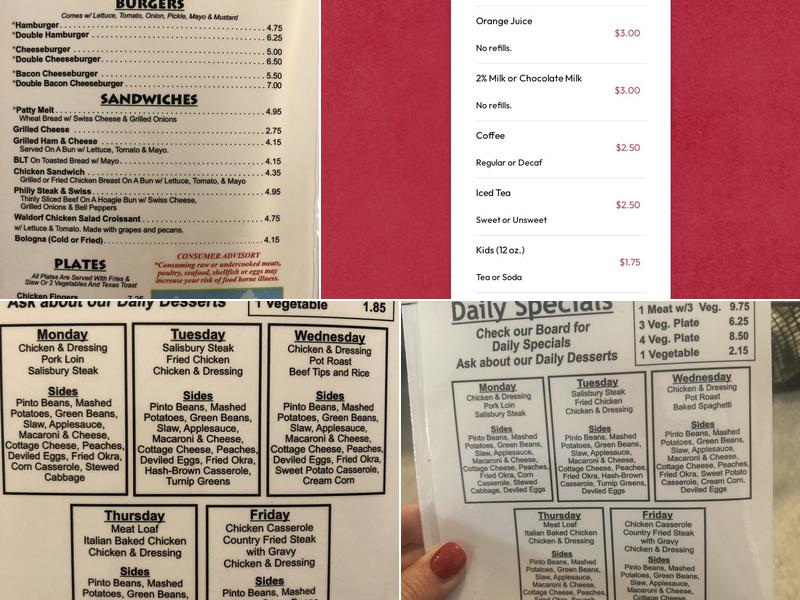 BURGERS
Comes w/ Lettuce, Tomato, Onion, Pickle, Mayo & Mustard
*Hamburger 4.75
*Double Hamburger 6.25
*Cheeseburger 5.00
*Double Cheeseburger 6.50
*Bacon Cheeseburger 5.50
*Double Bacon Cheeseburger 7.00
SANDWICHES
*Patty Melt 4.95
Wheat Bread w/ Swiss Cheese & Grilled Onions
Grilled Cheese 2.75
Grilled Ham & Cheese 4.15
Served On A Bun w/ Lettuce, Tomato & Mayo.
BLT On Toasted Bread w/ Mayo 4.15
Chicken Sandwich 4.35
Grilled or Fried Chicken Breast On A Bun w/ Lettuce, Tomato, & Mayo
Philly Steak & Swiss 4.95
Thinly Sliced Beef On A Hoagie Bun w/ Swiss Cheese,
Grilled Onions & Bell Peppers
Waldorf Chicken Salad Croissant 4.75
w/ Lettuce & Tomato. Made with grapes and pecans.
Bologna (Cold or Fried) 4.15
PLATES
All Plates Are Served With Fries &
Slaw Or 2 Vegetables And Texas Toast
Chicken Fingers 7.25
CONSUMER ADVISORY
*Consuming raw or undercooked meats,
poultry, seafood, shellfish or eggs may
increase your risk of food borne illness.
Orange Juice
$3.00
No refills.
2% Milk or Chocolate Milk
$3.00
No refills.
Coffee
$2.50
Regular or Decaf
Iced Tea
$2.50
Sweet or Unsweet
Kids (12 oz.)
$1.75
Tea or Soda
Ask about our Daily Desserts
1 Vegetable 1.85
Monday
Chicken & Dressing
Pork Loin
Salisbury Steak
Sides
Pinto Beans, Mashed
Potatoes, Green Beans,
Slaw, Applesauce,
Macaroni & Cheese,
Cottage Cheese, Peaches,
Deviled Eggs, Fried Okra,
Corn Casserole, Stewed
Cabbage
Tuesday
Salisbury Steak
Fried Chicken
Chicken & Dressing
Sides
Pinto Beans, Mashed
Potatoes, Green Beans,
Slaw, Applesauce,
Macaroni & Cheese,
Cottage Cheese, Peaches,
Deviled Eggs, Fried Okra,
Hash-Brown Casserole,
Turnip Greens
Wednesday
Chicken & Dressing
Pot Roast
Beef Tips and Rice
Sides
Pinto Beans, Mashed
Potatoes, Green Beans,
Slaw, Applesauce,
Macaroni & Cheese,
Cottage Cheese, Peaches,
Deviled Eggs, Fried Okra,
Sweet Potato Casserole,
Cream Corn
Thursday
Meat Loaf
Italian Baked Chicken
Chicken & Dressing
Sides
Pinto Beans, Mashed
Potatoes, Green Beans,
Friday
Chicken Casserole
Country Fried Steak
with Gravy
Chicken & Dressing
Sides
Pinto Beans, Mashed
Daily Specials
Check our Board for
Daily Specials
Ask about our Daily Desserts
1 Meat w/3 Veg. 9.75
3 Veg. Plate 6.25
4 Veg. Plate 8.50
1 Vegetable 2.15
Monday
Chicken & Dressing
Pork Loin
Salisbury Steak
Sides
Pinto Beans, Mashed
Potatoes, Green Beans,
Slaw, Applesauce,
Macaroni & Cheese,
Cottage Cheese, Peaches,
Fried Okra, Corn
Casserole, Stewed
Cabbage, Deviled Eggs
Tuesday
Salisbury Steak
Fried Chicken
Chicken & Dressing
Sides
Pinto Beans, Mashed
Potatoes, Green Beans,
Slaw, Applesauce,
Macaroni & Cheese,
Cottage Cheese, Peaches,
Fried Okra, Hash-Brown
Casserole, Turnip Greens,
Deviled Eggs
Wednesday
Chicken & Dressing
Pot Roast
Baked Spaghetti
Sides
Pinto Beans, Mashed
Potatoes, Green Beans,
Slaw, Applesauce,
Macaroni & Cheese,
Cottage Cheese, Peaches,
Fried Okra, Sweet Potato
Casserole, Cream Corn,
Deviled Eggs
Thursday
Meat Loaf
Italian Baked Chicken
Chicken & Dressing
Sides
Pinto Beans, Mashed
Potatoes, Green Beans,
Slaw, Applesauce,
Macaroni & Cheese,
Cottage Cheese, Peaches,
Friday
Chicken Casserole
Country Fried Steak
with Gravy
Chicken & Dressing
Sides
Pinto Beans, Mashed
Potatoes, Green Beans,
Slaw, Applesauce,
Macaroni & Cheese,